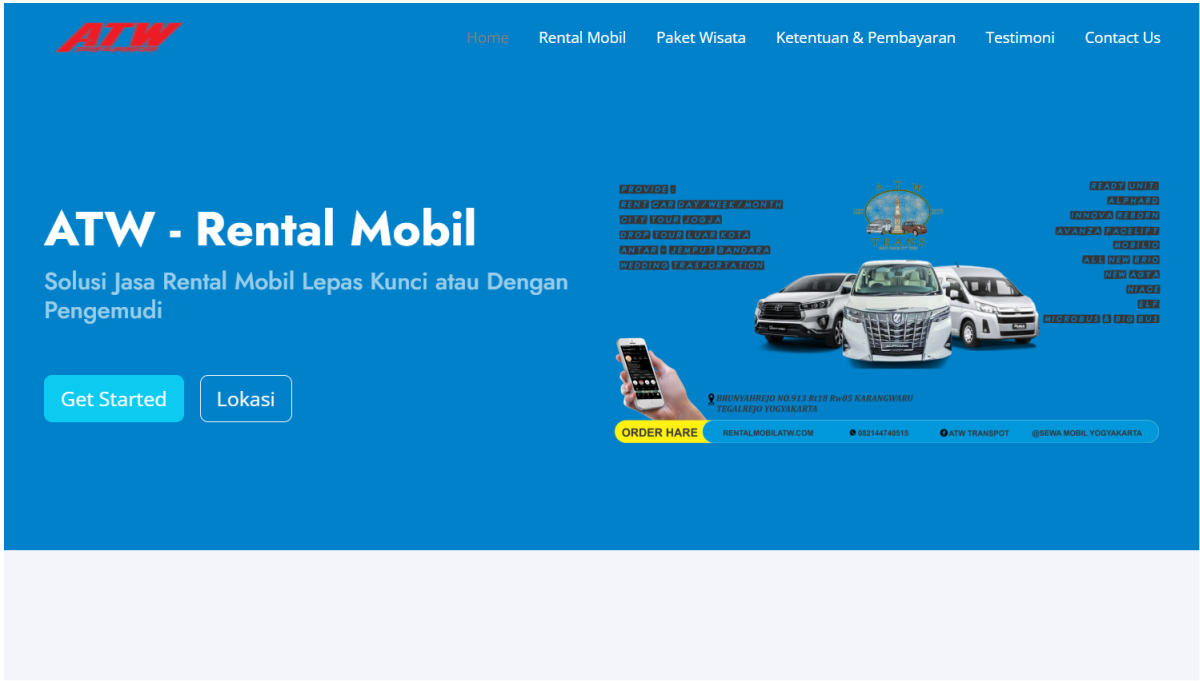 ATW
Home
Rental Mobil
Paket Wisata
Ketentuan & Pembayaran
Testimoni
Contact Us
ATW - Rental Mobil
Solusi Jasa Rental Mobil Lepas Kunci atau Dengan
Pengemudi
Get Started
Lokasi
PROVIDE :
RENT CAR DAY/WEEK/MONTH
CITY TOUR JOGJA
DROP TOUR LUAR KOTA
ANTAR - JEMPUT BANDARA
WEDDING TRASPORTATION
ATW
TRANS
READY UNIT:
ALPHARD
INNOVA REBORN
AVANZA FACELIFT
MOBILIO
ALL NEW BRIO
NEW AGYA
HIACE
ELF
MICROBUS & BIG BUS
BRUNYAHREJO NO.913 Rt18 Rw05 KARANGWARU
TEGALREJO YOGYAKARTA
ORDER HARE
RENTALMOBILATW.COM
082144740515
ATW TRANSPOT
@SEWA MOBIL YOGYAKARTA